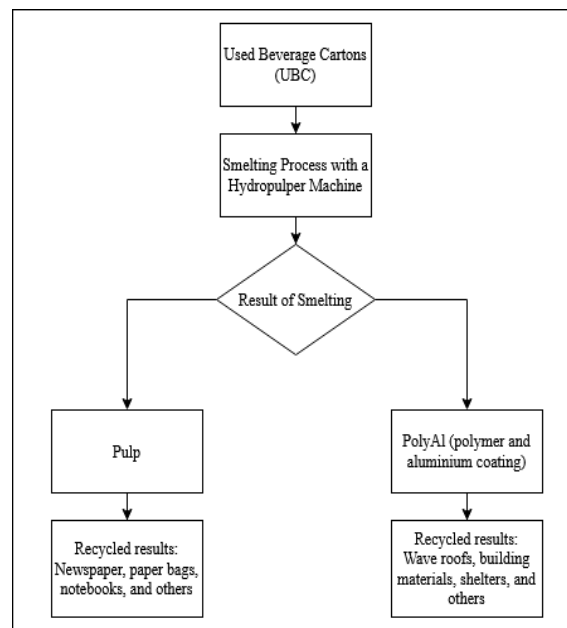 Used Beverage Cartons
(UBC)
Smelting Process with a
Hydropulper Machine
Result of Smelting
Pulp
PolyAl (polymer and
aluminium coating)
Recycled results:
Newspaper, paper bags,
notebooks, and others
Recycled results:
Wave roofs, building
materials, shelters, and
others